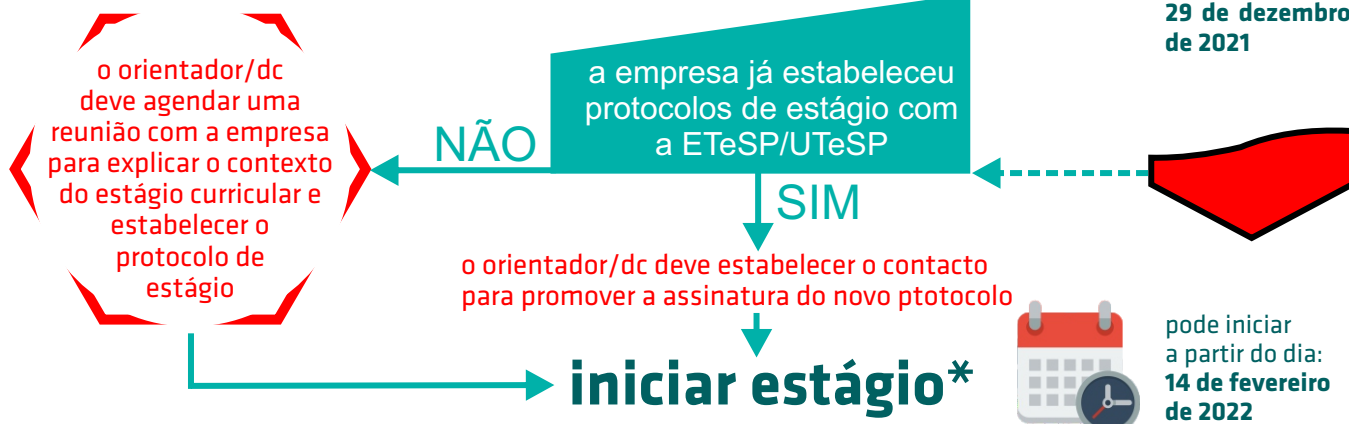 29 de dezembro
de 2021
a empresa já estabeleceu
protocolos de estágio com
a ETeSP/UTeSP
NÃO
o orientador/dc
deve agendar uma
reunião com a empresa
para explicar o contexto
do estágio curricular e
estabelecer o
protocolo de
estágio
SIM
o orientador/dc deve estabelecer o contacto
para promover a assinatura do novo ptotocolo
iniciar estágio*
pode iniciar
a partir do dia:
14 de fevereiro
de 2022